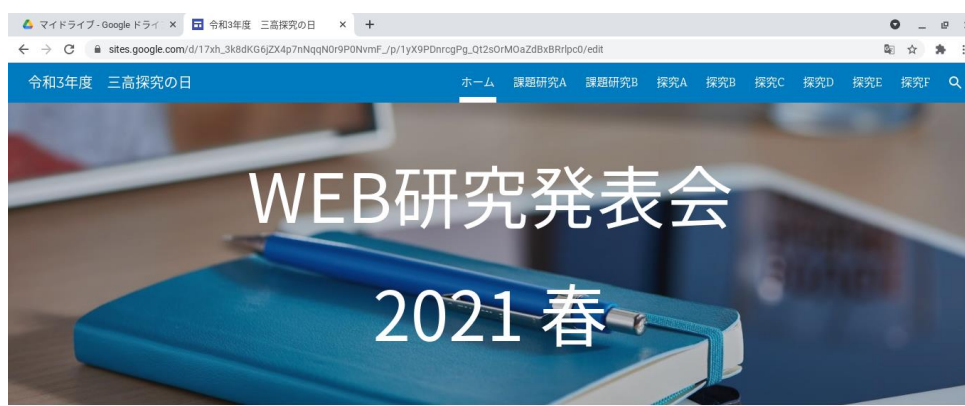 マイドライブ - Google ドライ
令和3年度 三高探究の日
sites.google.com/d/17xh_3k8dKG6jZX4p7nNqqN0r9P0NvmF_/p/1yX9PDnrcgPg_Qt2sOrMOaZdBxBRrlpc0/edit
令和3年度 三高探究の日
ホーム 課題研究A 課題研究B 探究A 探究B 探究C 探究D 探究E 探究F
WEB研究発表会
2021 春